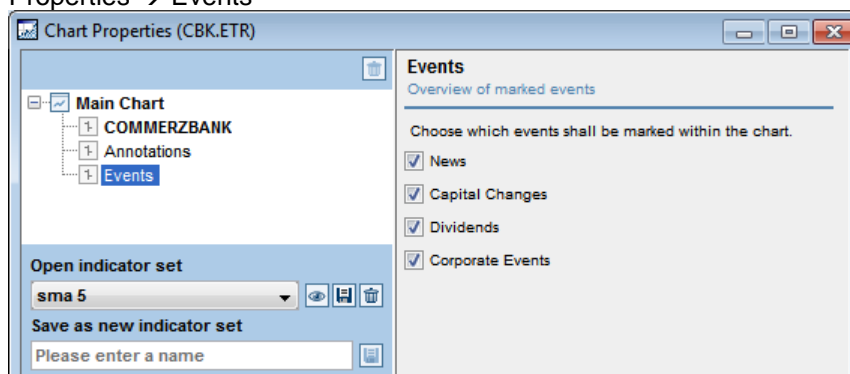 Properties → Events
Chart Properties (CBK.ETR)
Main Chart
COMMERZBANK
Annotations
Events
Open indicator set
sma 5
Save as new indicator set
Please enter a name
Events
Overview of marked events
Choose which events shall be marked within the chart.
News
Capital Changes
Dividends
Corporate Events